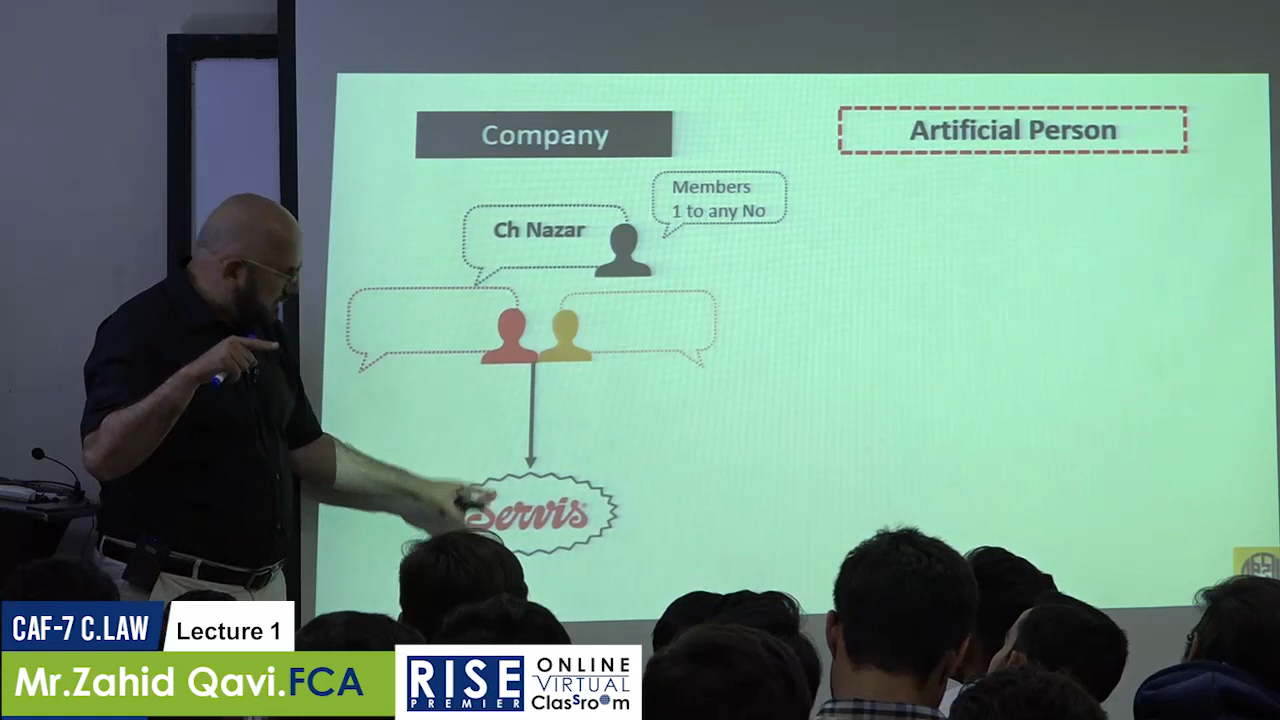 Company
Artificial Person
Members
1 to any No
Ch Nazar
Servis
CAF-7 C.LAW
Lecture 1
Mr.Zahid Qavi.FCA
RISE
PREMIER
ONLINE
VIRTUAL
Classroom